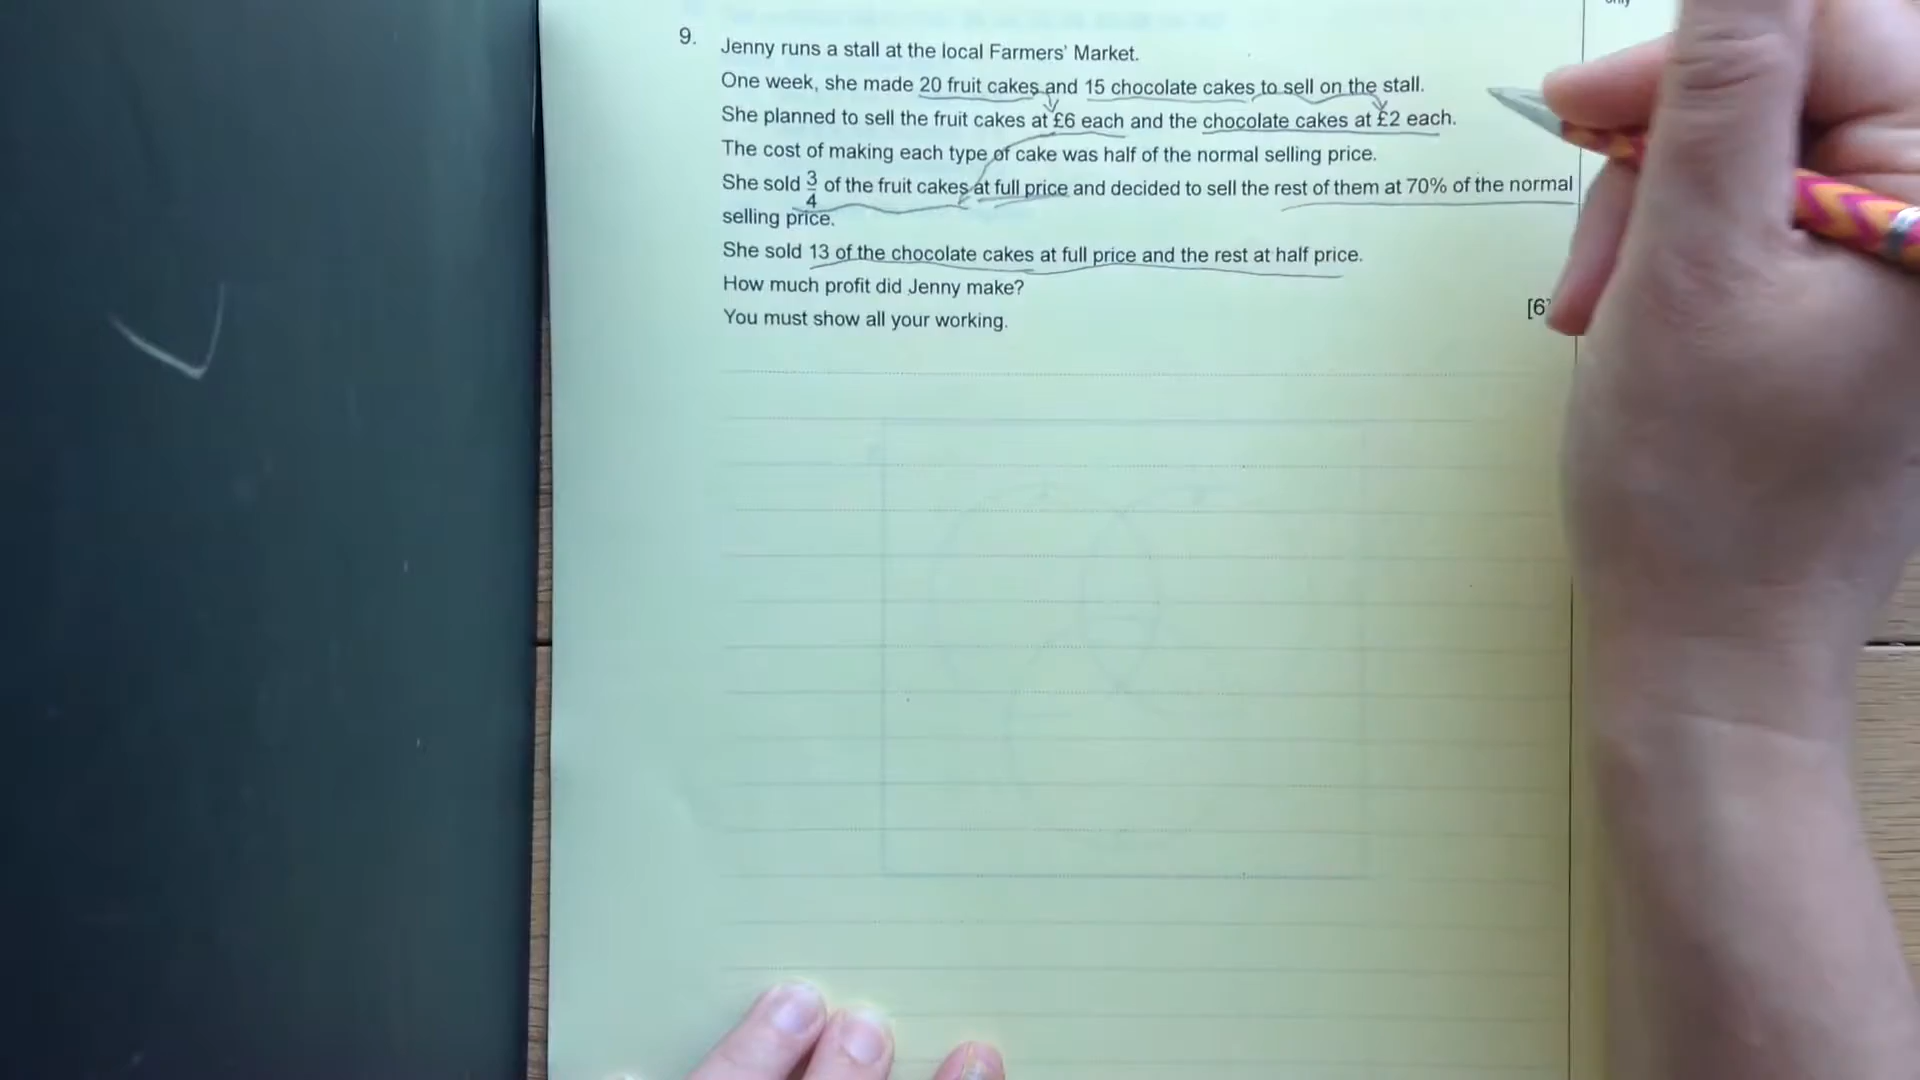 only
9. Jenny runs a stall at the local Farmers' Market.
One week, she made 20 fruit cakes and 15 chocolate cakes to sell on the stall.
She planned to sell the fruit cakes at £6 each and the chocolate cakes at £2 each.
The cost of making each type of cake was half of the normal selling price.
She sold 3/4 of the fruit cakes at full price and decided to sell the rest of them at 70% of the normal
selling price.
She sold 13 of the chocolate cakes at full price and the rest at half price.
How much profit did Jenny make?
You must show all your working.
[6